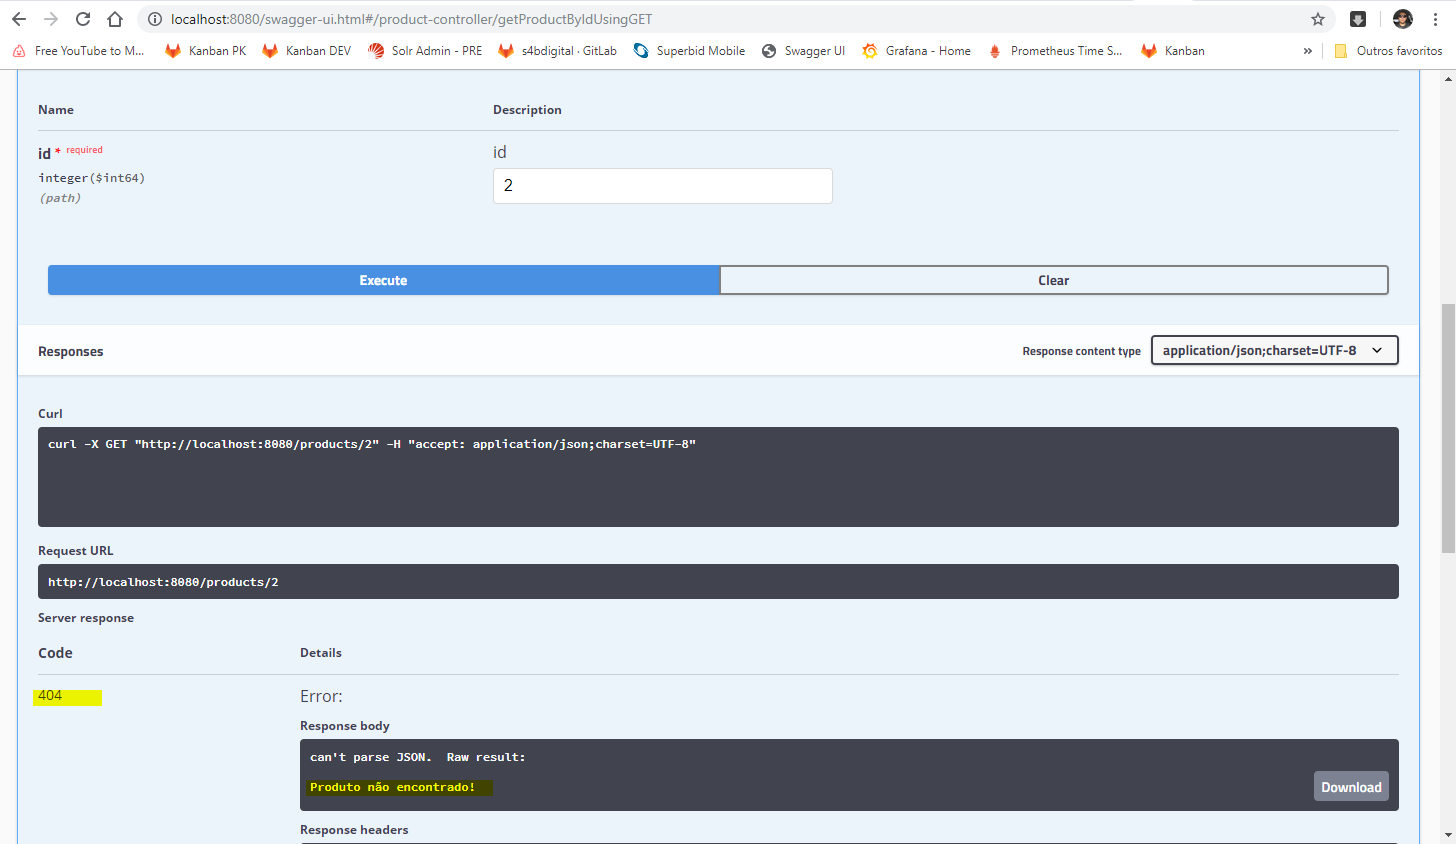 localhost:8080/swagger-ui.html#/product-controller/getProductByIdUsingGET
Free YouTube to M... Kanban PK Kanban DEV Solr Admin - PRE s4bdigital · GitLab Superbid Mobile Swagger UI Grafana - Home Prometheus Time S... Kanban » Outros favoritos
Name Description
id * required id
integer($int64) 2
(path)
Execute Clear
Responses Response content type application/json;charset=UTF-8
Curl
curl -X GET "http://localhost:8080/products/2" -H "accept: application/json;charset=UTF-8"
Request URL
http://localhost:8080/products/2
Server response
Code Details
404 Error:
Response body
can't parse JSON.  Raw result:
Produto não encontrado!
Download
Response headers